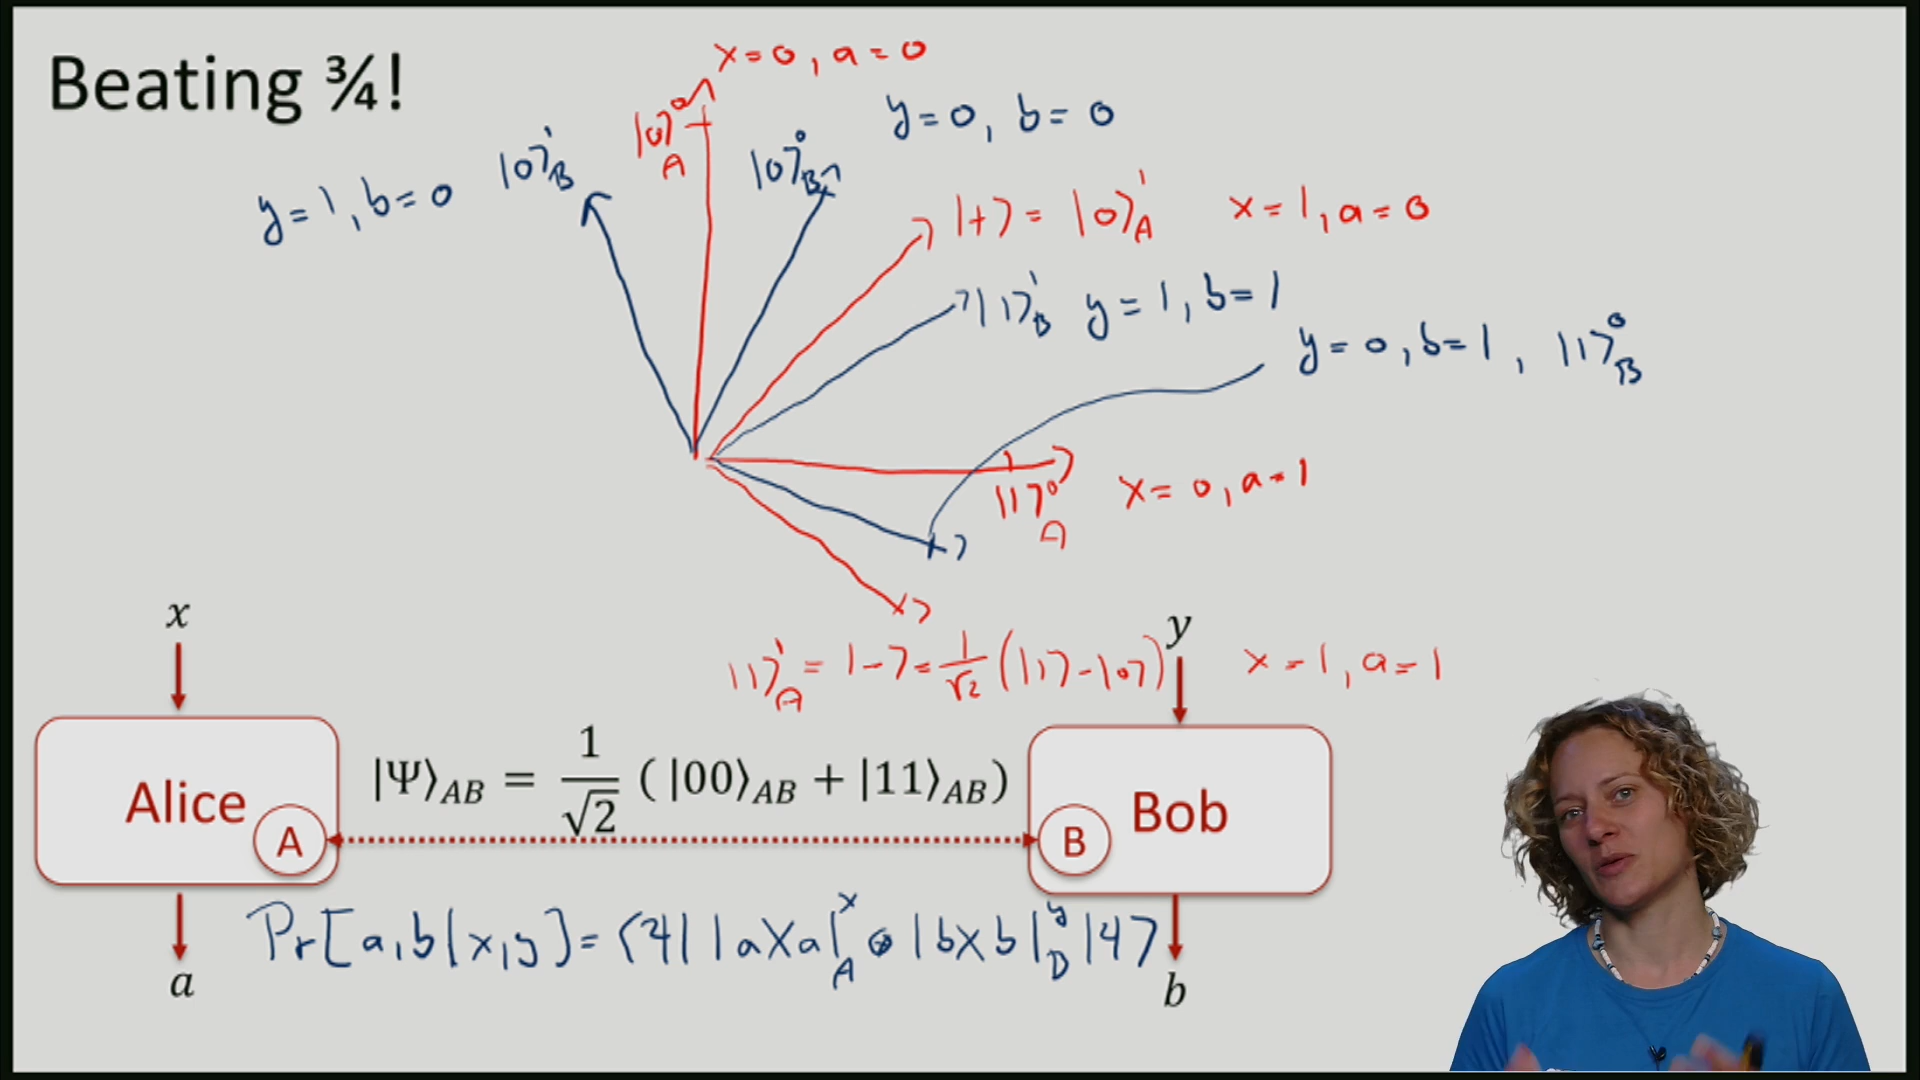 Beating ¾!
x=0, a=0
y=0, b=0
|0⟩⁰_A
|0⟩¹_B
|0⟩⁰_B
y=1, b=0
|+⟩ = |0⟩¹_A x=1, a=0
|1⟩¹_B y=1, b=1
y=0, b=1, |1⟩⁰_B
|1⟩⁰_A x=0, a=1
x
y
|1⟩¹_A = |-⟩ = 1/√2 (|1⟩-|0⟩) x=1, a=1
Alice
A
|Ψ⟩_AB = 1/√2 ( |00⟩_AB + |11⟩_AB)
B
Bob
Pr[a,b|x,y] = ⟨Ψ| |a⟩⟨a|^x_A ⊗ |b⟩⟨b|^y_B |Ψ⟩
a
b